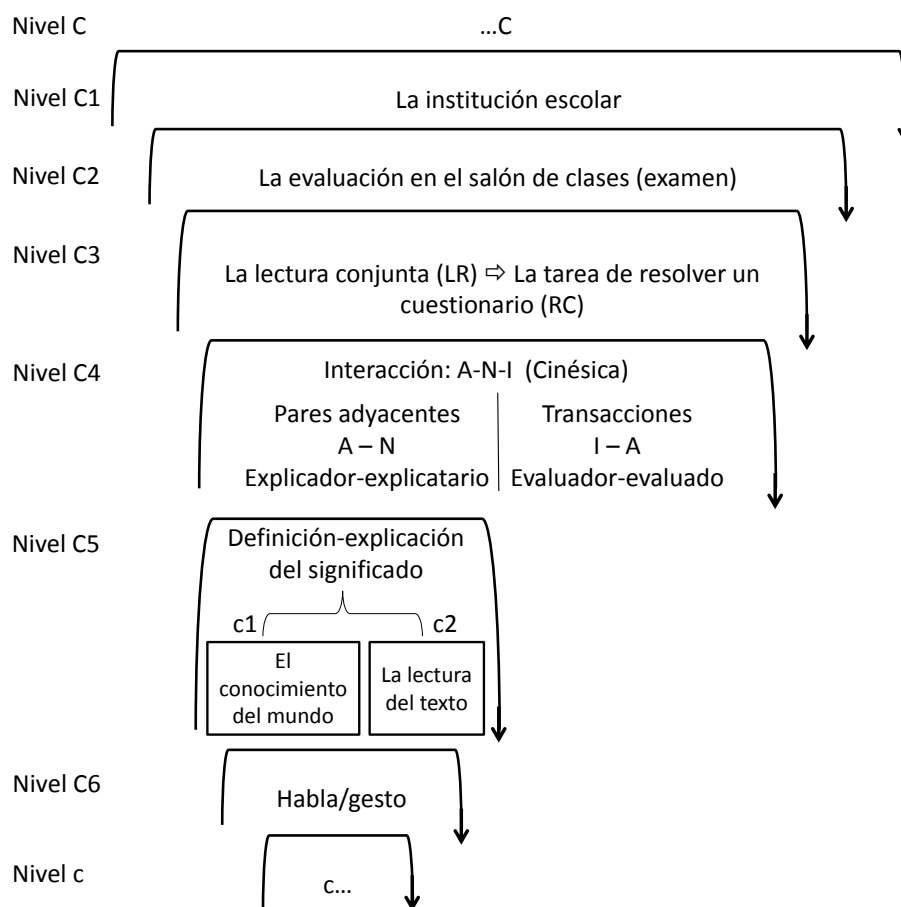 Nivel C
...C
Nivel C1
La institución escolar
Nivel C2
La evaluación en el salón de clases (examen)
Nivel C3
La lectura conjunta (LR) ⇨ La tarea de resolver un
cuestionario (RC)
Nivel C4
Interacción: A-N-I (Cinésica)
Pares adyacentes
A – N
Explicador-explicatario
Transacciones
I – A
Evaluador-evaluado
Nivel C5
Definición-explicación
del significado
c1
c2
El
conocimiento
del mundo
La lectura
del texto
Nivel C6
Habla/gesto
Nivel c
c...